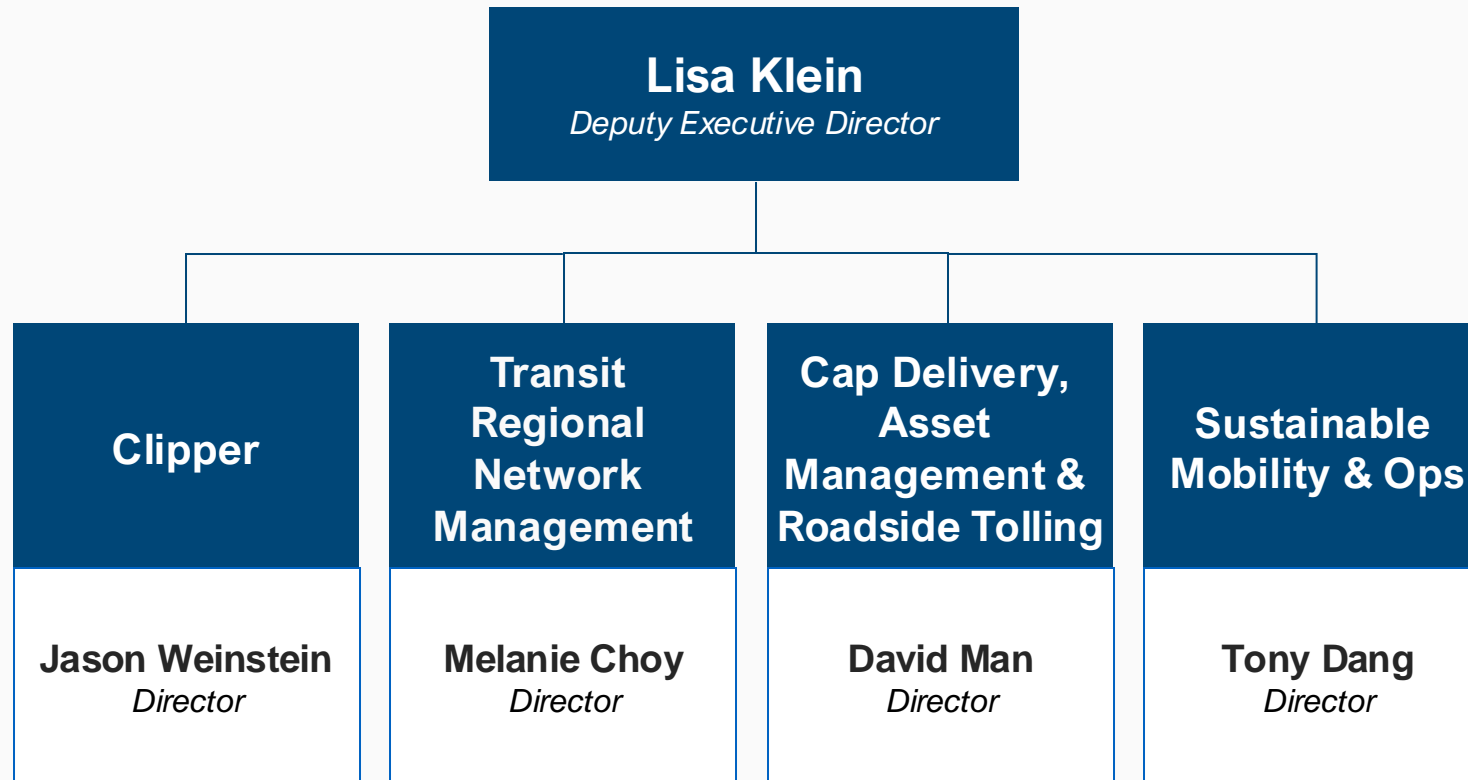 Lisa Klein
Deputy Executive Director
Clipper
Transit
Regional
Network
Management
Cap Delivery,
Asset
Management &
Roadside Tolling
Sustainable
Mobility & Ops
Jason Weinstein
Director
Melanie Choy
Director
David Man
Director
Tony Dang
Director